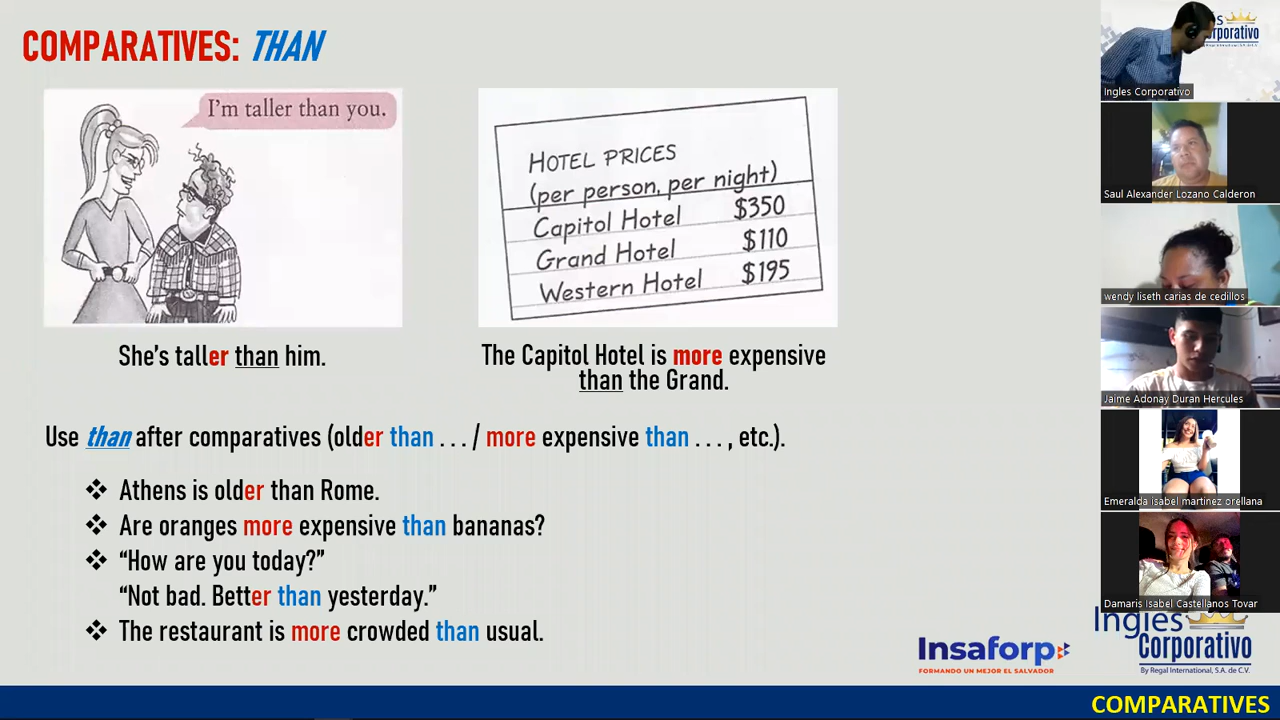 COMPARATIVES: THAN
I'm taller than you.
She's taller than him.
HOTEL PRICES
(per person, per night)
Capitol Hotel $350
Grand Hotel $110
Western Hotel $195
The Capitol Hotel is more expensive
than the Grand.
Use than after comparatives (older than . . . / more expensive than . . . , etc.).
❖ Athens is older than Rome.
❖ Are oranges more expensive than bananas?
❖ “How are you today?”
“Not bad. Better than yesterday.”
❖ The restaurant is more crowded than usual.
Insaforp
FORMANDO UN MEJOR EL SALVADOR
Ingles
Corporativo
By Regal International, S.A. de C.V.
COMPARATIVES
Ingles Corporativo
Saul Alexander Lozano Calderon
wendy liseth carias de cedillos
Jaime Adonay Duran Hercules
Emeralda isabel martinez orellana
Damaris Isabel Castellanos Tovar